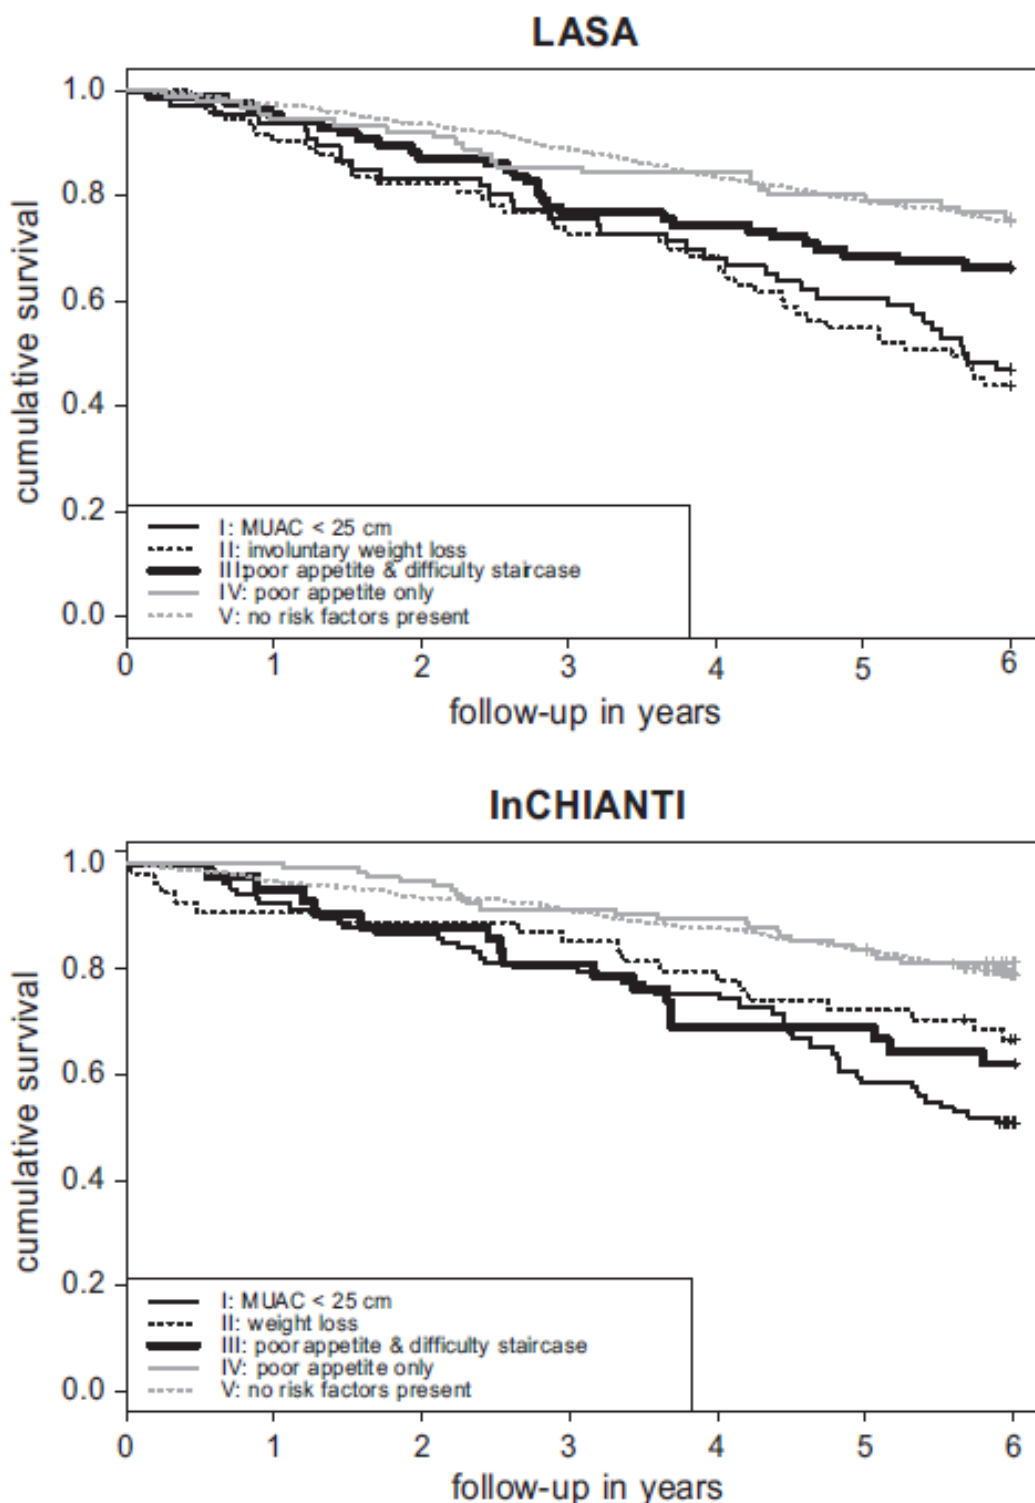 LASA
cumulative survival
1.0
0.8
0.6
0.4
0.2
0.0
I: MUAC < 25 cm
II: involuntary weight loss
III:poor appetite & difficulty staircase
IV: poor appetite only
V: no risk factors present
0 1 2 3 4 5 6
follow-up in years
InCHIANTI
cumulative survival
1.0
0.8
0.6
0.4
0.2
0.0
I: MUAC < 25 cm
II: weight loss
III: poor appetite & difficulty staircase
IV: poor appetite only
V: no risk factors present
0 1 2 3 4 5 6
follow-up in years